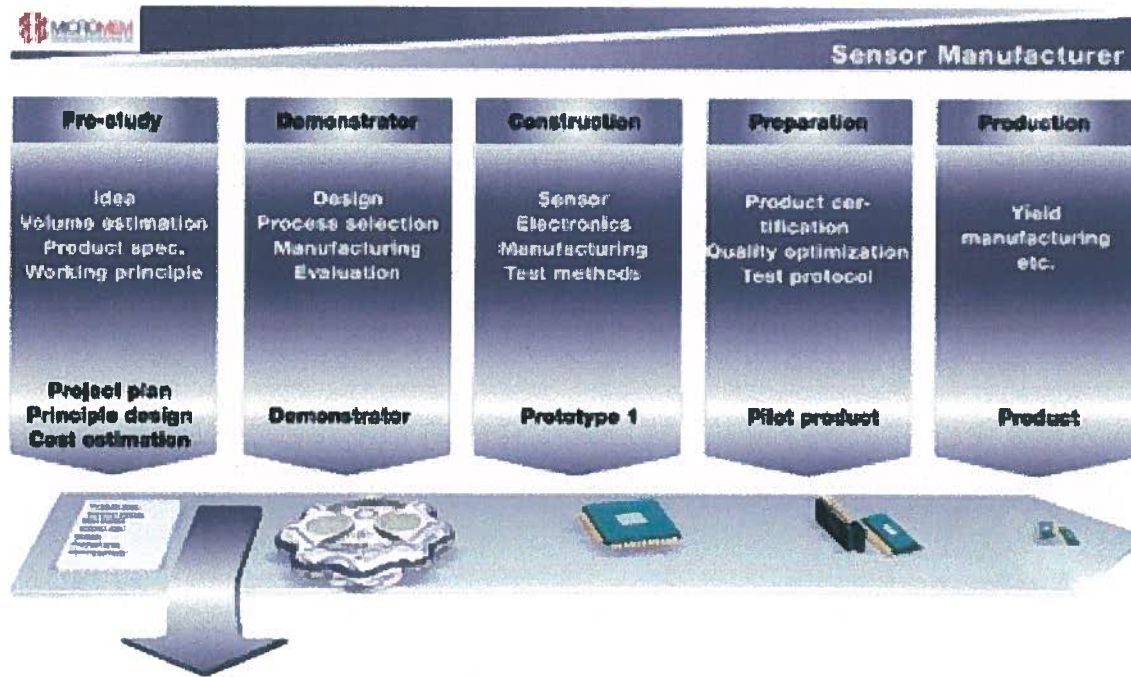 MICROMEM
Sensor Manufacturer
Pre-study
Idea
Volume estimation
Product spec.
Working principle
Project plan
Principle design
Cost estimation
Demonstrator
Design
Process selection
Manufacturing
Evaluation
Demonstrator
Construction
Sensor
Electronics
Manufacturing
Test methods
Prototype 1
Preparation
Product cer-
tification
Quality optimization
Test protocol
Pilot product
Production
Yield
manufacturing
etc.
Product